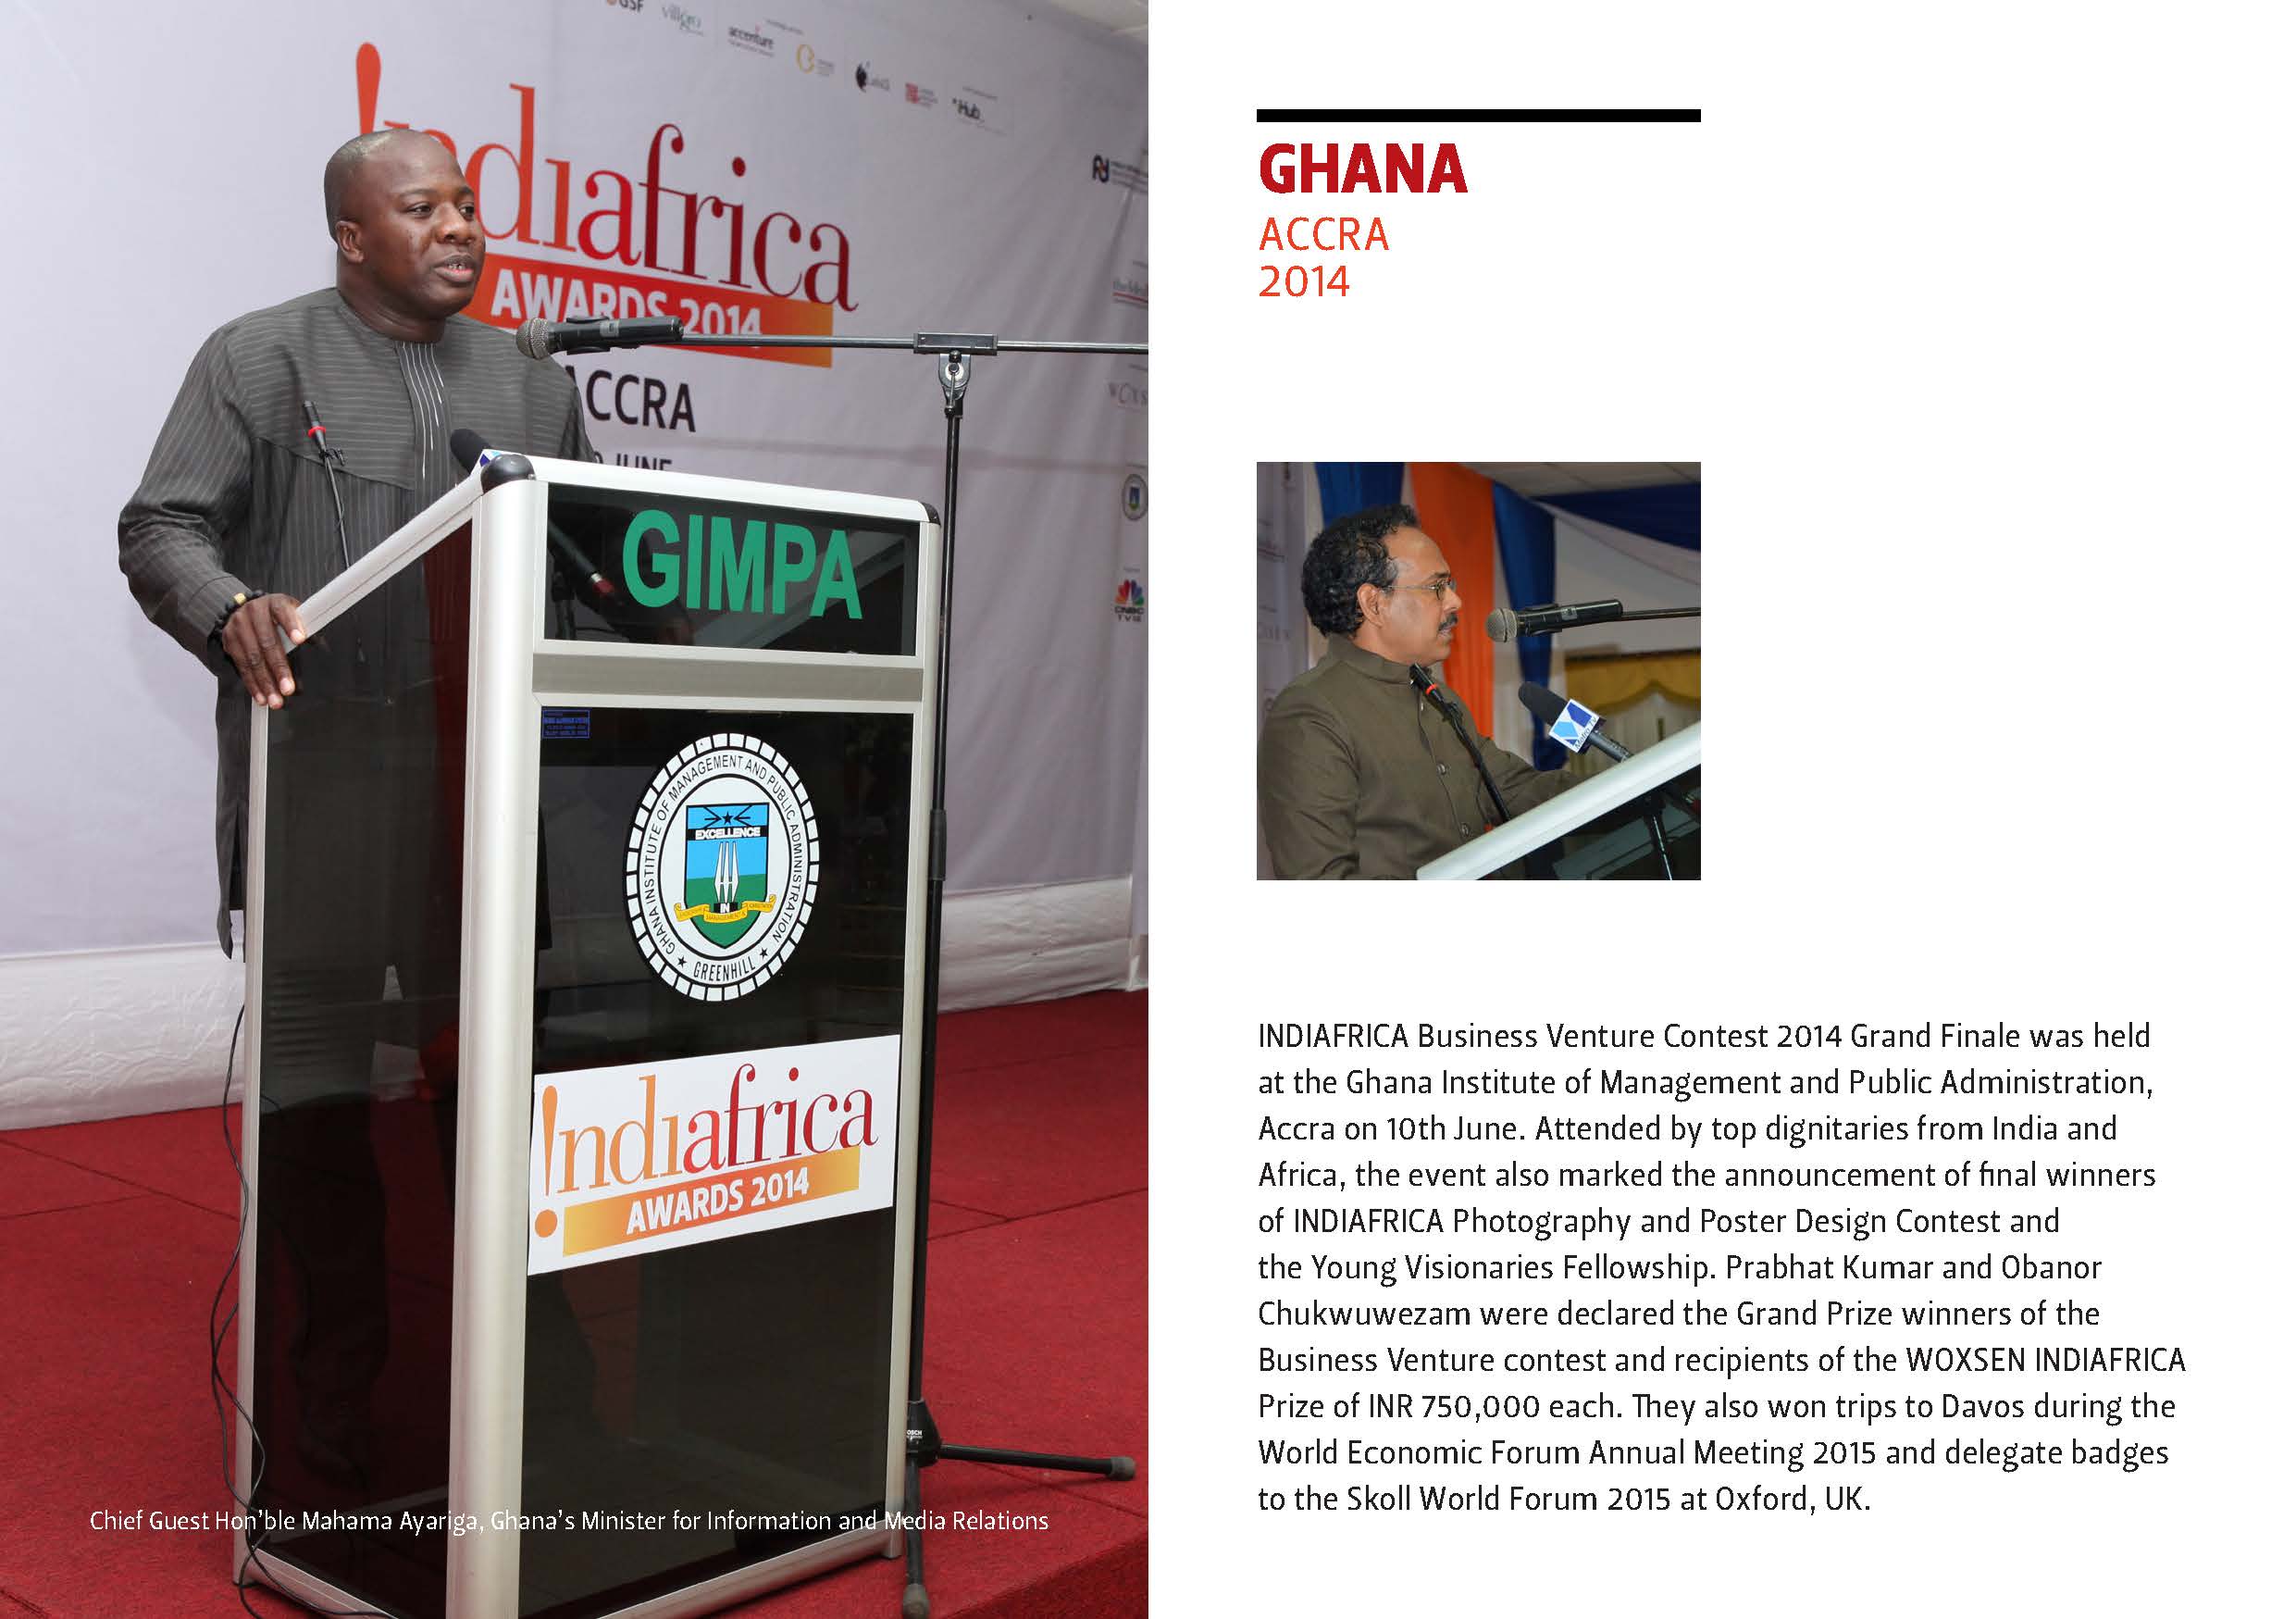 GSF
villgro
accenture
iHub
!ndiafrica
AWARDS 2014
ACCRA
JUNE
CNBC
TV18
GIMPA
GHANA INSTITUTE OF MANAGEMENT AND PUBLIC ADMINISTRATION
EXCELLENCE
IN
GREENHILL
!ndiafrica
AWARDS 2014
Chief Guest Hon’ble Mahama Ayariga, Ghana’s Minister for Information and Media Relations
GHANA
ACCRA
2014
INDIAFRICA Business Venture Contest 2014 Grand Finale was held
at the Ghana Institute of Management and Public Administration,
Accra on 10th June. Attended by top dignitaries from India and
Africa, the event also marked the announcement of final winners
of INDIAFRICA Photography and Poster Design Contest and
the Young Visionaries Fellowship. Prabhat Kumar and Obanor
Chukwuwezam were declared the Grand Prize winners of the
Business Venture contest and recipients of the WOXSEN INDIAFRICA
Prize of INR 750,000 each. They also won trips to Davos during the
World Economic Forum Annual Meeting 2015 and delegate badges
to the Skoll World Forum 2015 at Oxford, UK.